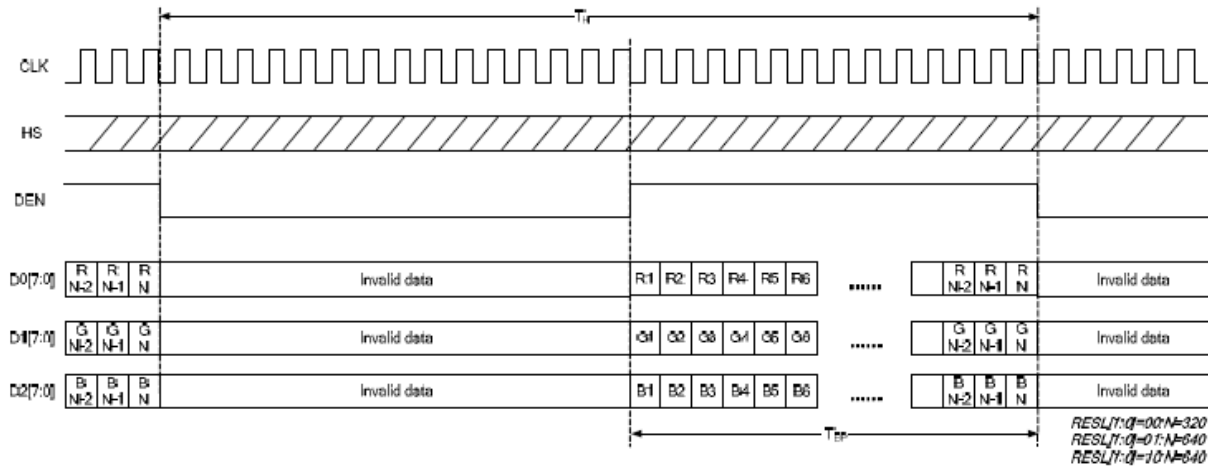 T_H
CLK
HS
DEN
D0[7:0] R N-2 R N-1 R N Invalid data R1 R2 R3 R4 R5 R6 ...... R N-2 R N-1 R N Invalid data
D1[7:0] G N-2 G N-1 G N Invalid data G1 G2 G3 G4 G5 G6 ...... G N-2 G N-1 G N Invalid data
D2[7:0] B N-2 B N-1 B N Invalid data B1 B2 B3 B4 B5 B6 ...... B N-2 B N-1 B N Invalid data
T_EP
RESL[1:0]=00:N=320
RESL[1:0]=01:N=640
RESL[1:0]=10:N=640